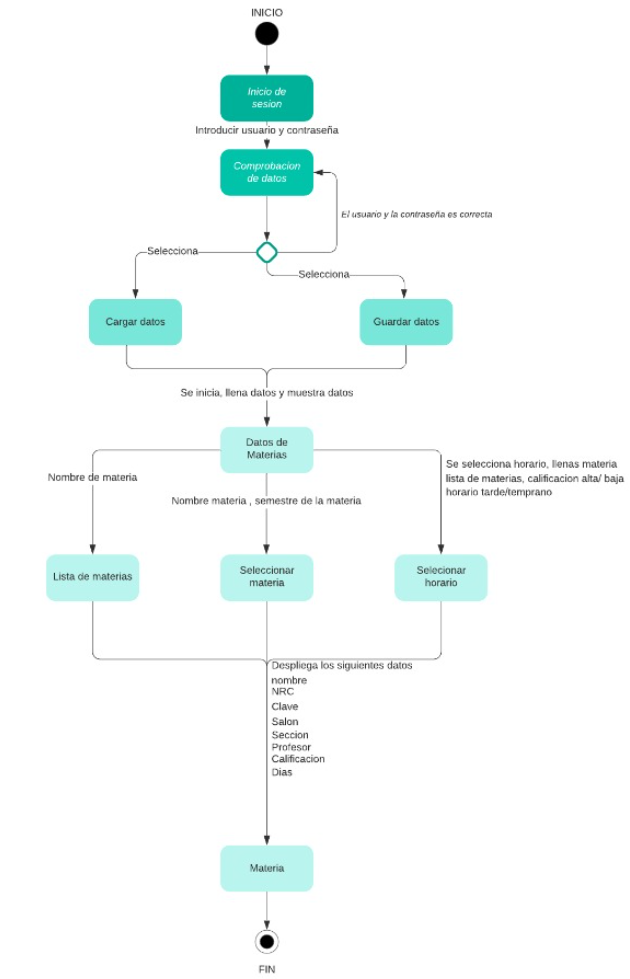 INICIO
Inicio de
sesion
Introducir usuario y contraseña
Comprobacion
de datos
El usuario y la contraseña es correcta
Selecciona
Selecciona
Cargar datos
Guardar datos
Se inicia, llena datos y muestra datos
Datos de
Materias
Nombre de materia
Nombre materia , semestre de la materia
Se selecciona horario, llenas materia
lista de materias, calificacion alta/ baja
horario tarde/temprano
Lista de materias
Seleccionar
materia
Selecionar
horario
Despliega los siguientes datos
nombre
NRC
Clave
Salon
Seccion
Profesor
Calificacion
Dias
Materia
FIN